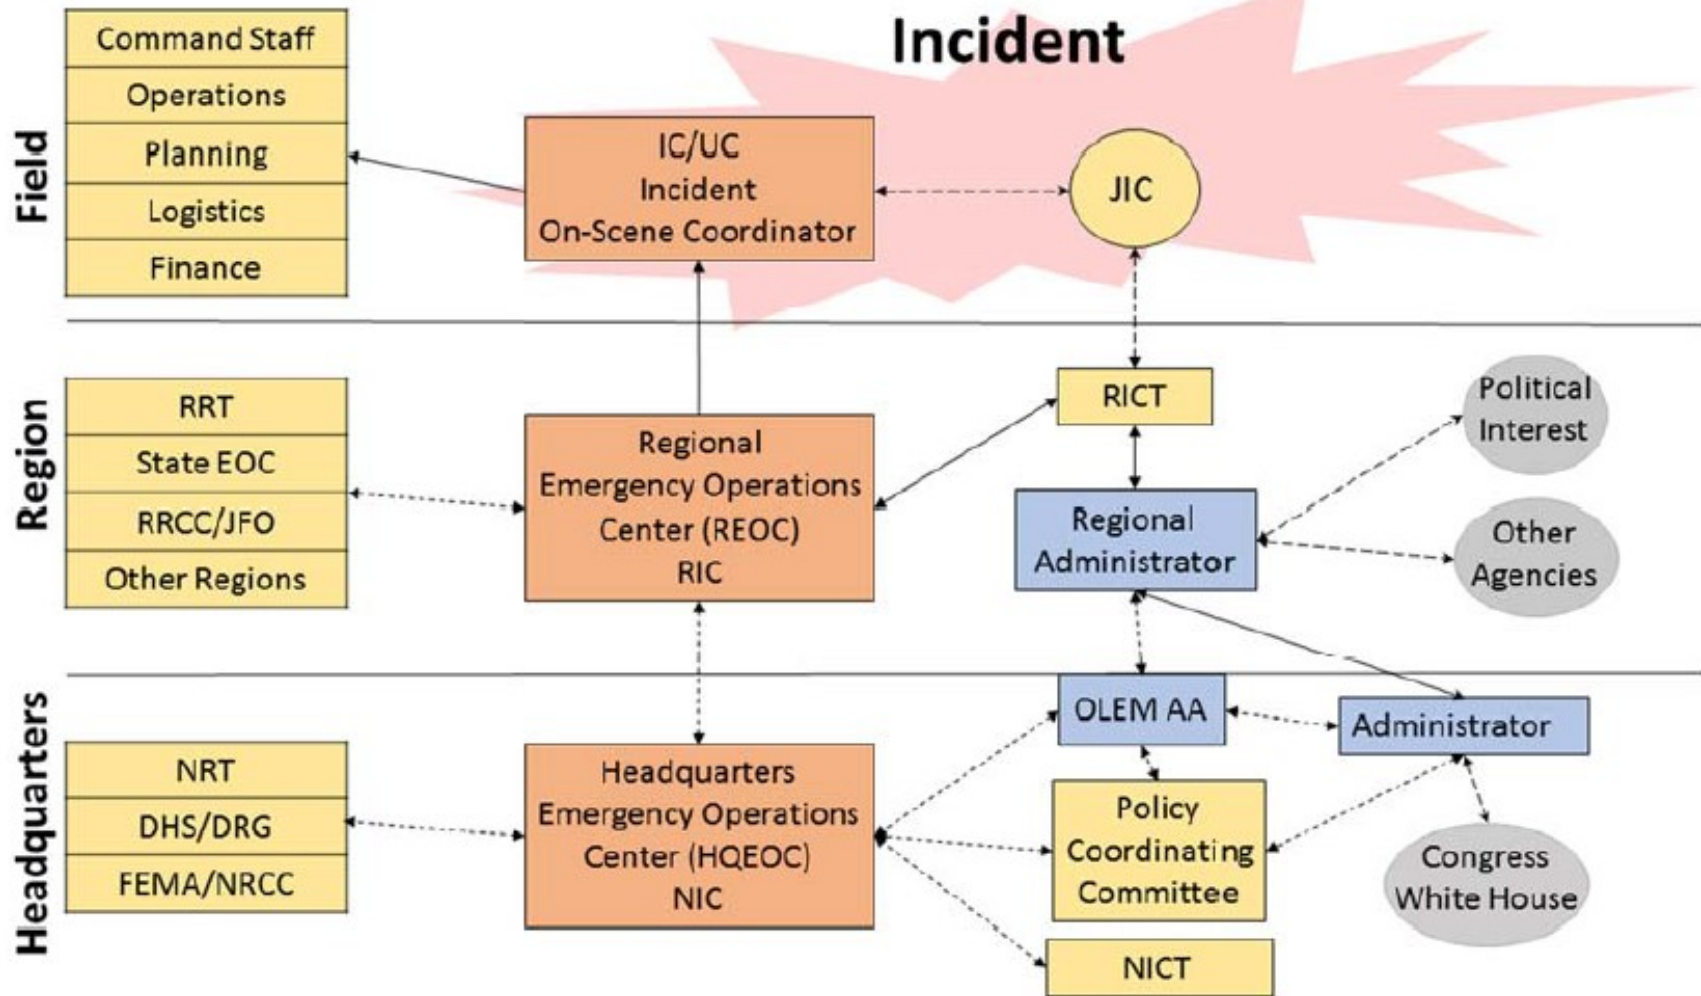 Incident
Field
Command Staff
Operations
Planning
Logistics
Finance
IC/UC
Incident
On-Scene Coordinator
JIC
Region
RRT
State EOC
RRCC/JFO
Other Regions
Regional
Emergency Operations
Center (REOC)
RIC
RICT
Regional
Administrator
Political
Interest
Other
Agencies
Headquarters
NRT
DHS/DRG
FEMA/NRCC
Headquarters
Emergency Operations
Center (HQEOC)
NIC
OLEM AA
Administrator
Policy
Coordinating
Committee
Congress
White House
NICT